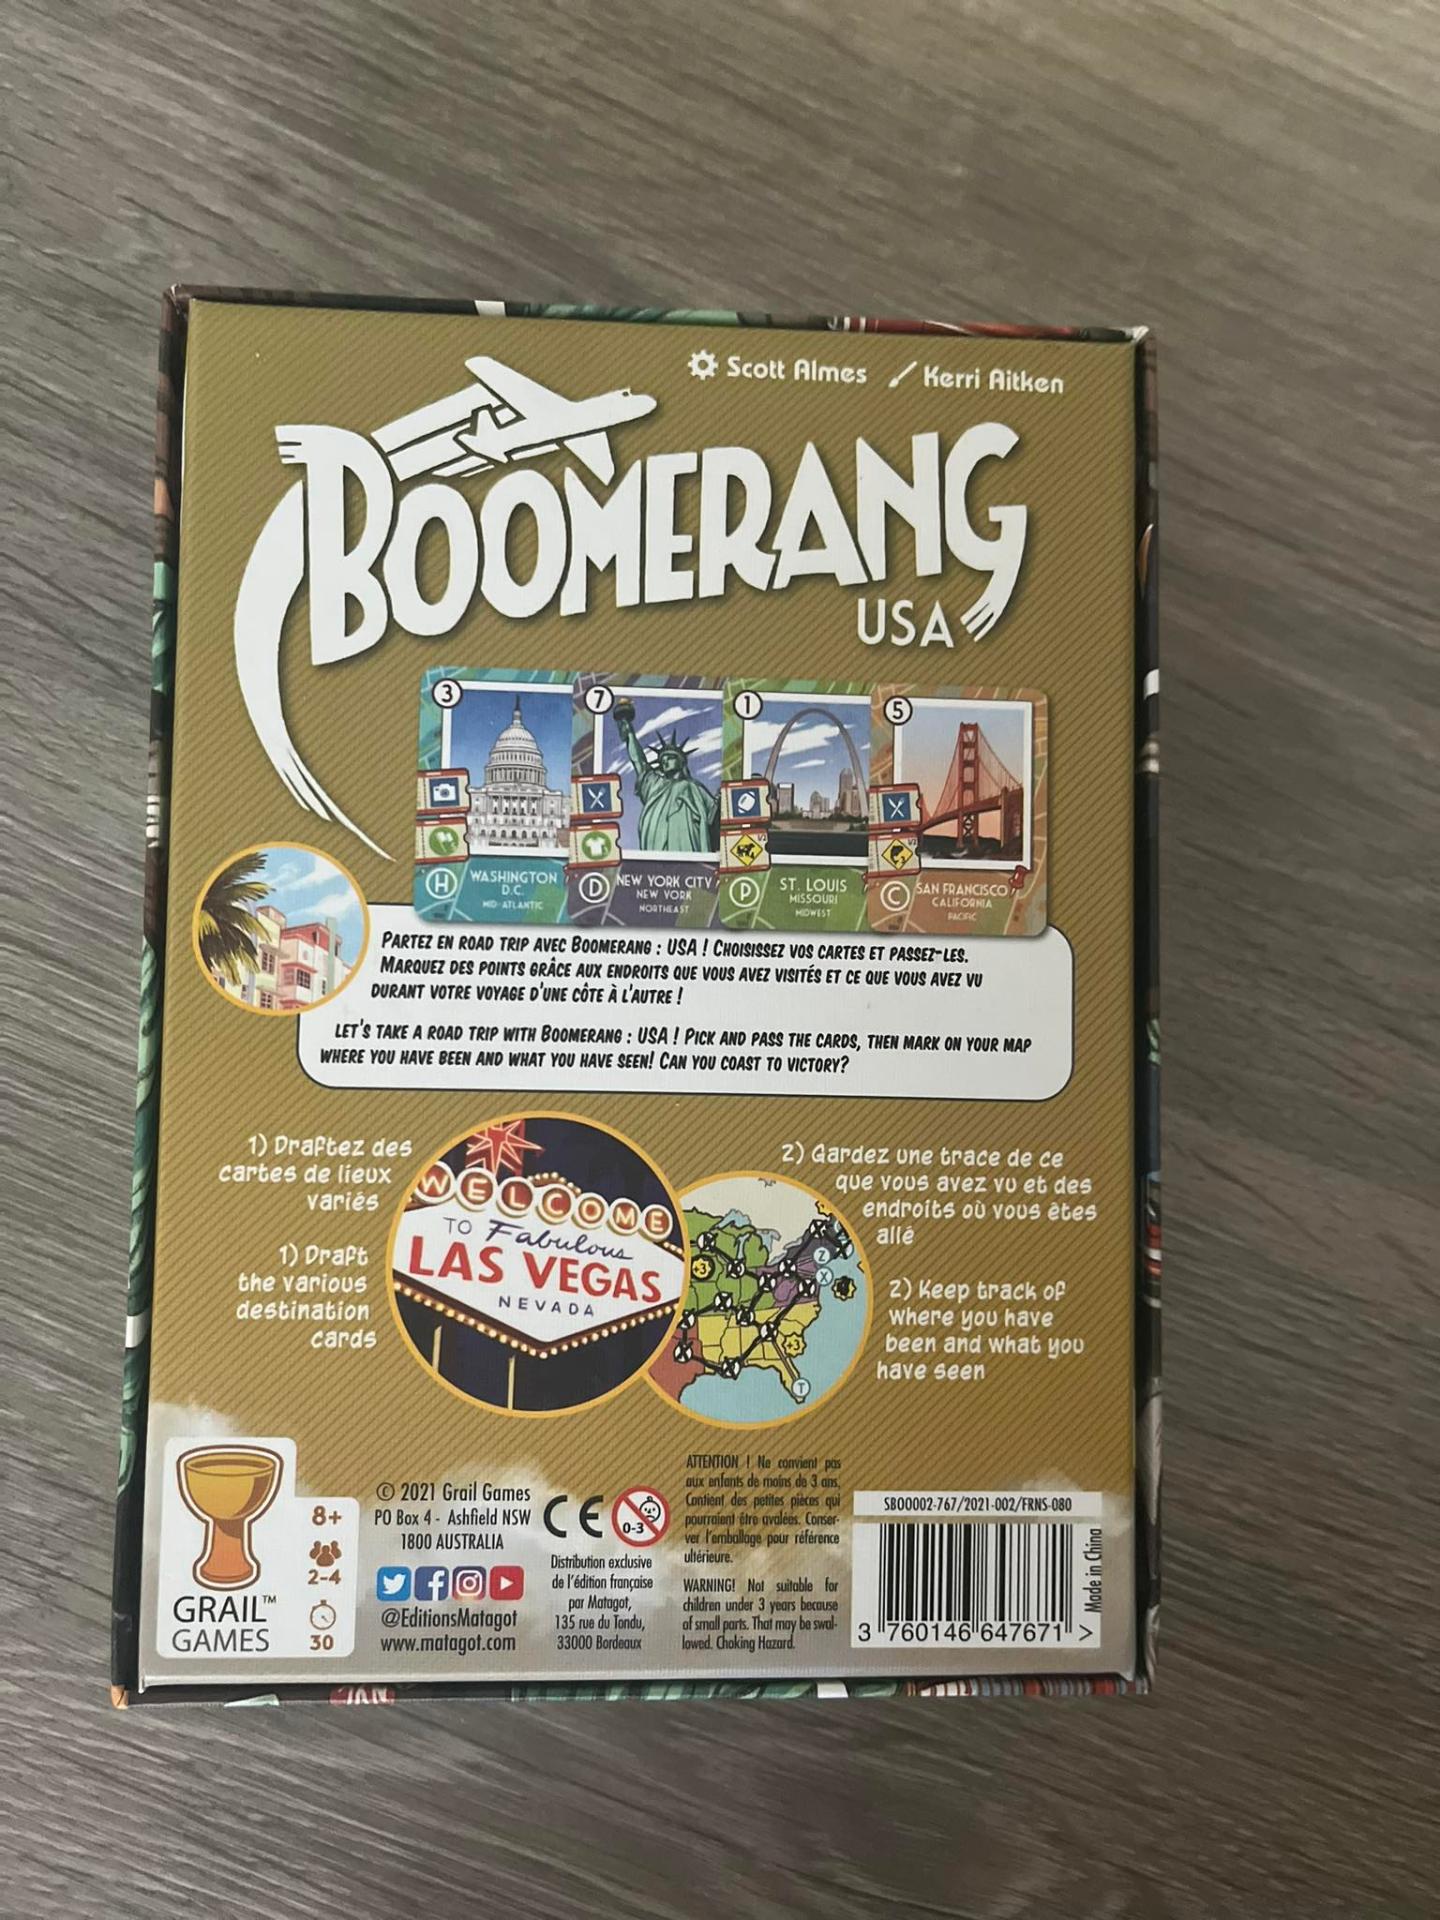 Scott Almes Kerri Aitken
BOOMERANG
USA
3
7
1
5
H
WASHINGTON
D.C.
MID-ATLANTIC
D
NEW YORK CITY
NEW YORK
NORTHEAST
P
ST. LOUIS
MISSOURI
MIDWEST
C
SAN FRANCISCO
CALIFORNIA
PACIFIC
PARTEZ EN ROAD TRIP AVEC BOOMERANG : USA ! CHOISISSEZ VOS CARTES ET PASSEZ-LES.
MARQUEZ DES POINTS GRÂCE AUX ENDROITS QUE VOUS AVEZ VISITÉS ET CE QUE VOUS AVEZ VU
DURANT VOTRE VOYAGE D'UNE CÔTE À L'AUTRE !
LET'S TAKE A ROAD TRIP WITH BOOMERANG : USA ! PICK AND PASS THE CARDS, THEN MARK ON YOUR MAP
WHERE YOU HAVE BEEN AND WHAT YOU HAVE SEEN! CAN YOU COAST TO VICTORY?
1) Draftez des
cartes de lieux
variés
1) Draft
the various
destination
cards
WELCOME
TO Fabulous
LAS VEGAS
NEVADA
+3
Z
X
+3
T
2) Gardez une trace de ce
que vous avez vu et des
endroits où vous êtes
allé
2) Keep track of
where you have
been and what you
have seen
GRAIL™
GAMES
8+
2-4
30
© 2021 Grail Games
PO Box 4 - Ashfield NSW
1800 AUSTRALIA
@EditionsMatagot
www.matagot.com
CE
0-3
Distribution exclusive
de l'édition française
par Matagot,
135 rue du Tondu,
33000 Bordeaux
ATTENTION ! Ne convient pas
aux enfants de moins de 3 ans.
Contient des petites pièces qui
pourraient être avalées. Conser-
ver l'emballage pour référence
ultérieure.
WARNING! Not suitable for
children under 3 years because
of small parts. That may be swal-
lowed. Choking Hazard.
SBO0002-767/2021-002/FRNS-080
Made in China
3 760146 647671 >